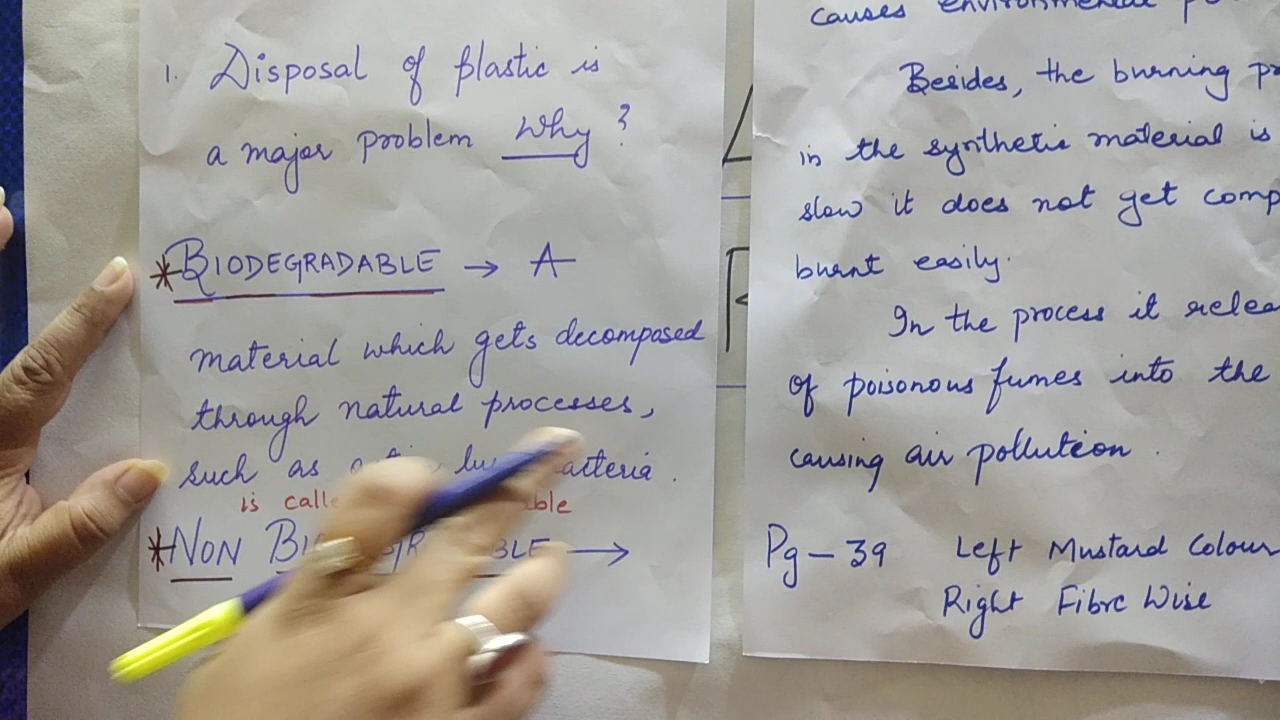 1. Disposal of plastic is
a major problem Why?
*BIODEGRADABLE → A
material which gets decomposed
through natural processes,
such as
is
*NON →
causes environmental
Besides, the burning
in the synthetic material is
slow it does not get
burnt easily.
In the process it
of poisonous fumes into the
causing air pollution.
Pg - 39 Left Mustard Colour
Right Fibre Wise